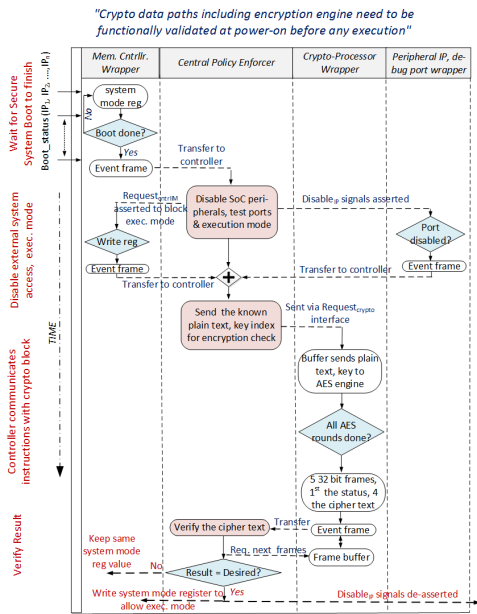 "Crypto data paths including encryption engine need to be
functionally validated at power-on before any execution"
Mem. Cntrllr.
Wrapper
Central Policy Enforcer
Crypto-Processor
Wrapper
Peripheral IP, de-
bug port wrapper
Wait for Secure
System Boot to finish
Boot_status (IP1, IP2, ...., IPn)
system
mode reg
No
Boot done?
Yes
Event frame
Transfer to
controller
Disable external system
access, exec. mode
RequestcntrllM
asserted to block
exec. mode
Disable SoC peri-
pherals, test ports
& execution mode
DisableIP signals asserted
Write reg
Port
disabled?
Event frame
Event frame
Transfer to controller
Transfer to controller
+
TIME
Controller communicates
instructions with crypto block
Send the known
plain text, key index
for encryption check
Sent via Requestcrypto
interface
Buffer sends plain
text, key to
AES engine
All AES
rounds done?
5 32 bit frames,
1st the status, 4
the cipher text
Verify Result
Verify the cipher text
Transfer
Event frame
Req. next frames
Frame buffer
Keep same
system mode
reg value
No
Result = Desired?
Write system mode register to
allow exec. mode
Yes
DisableIP signals de-asserted